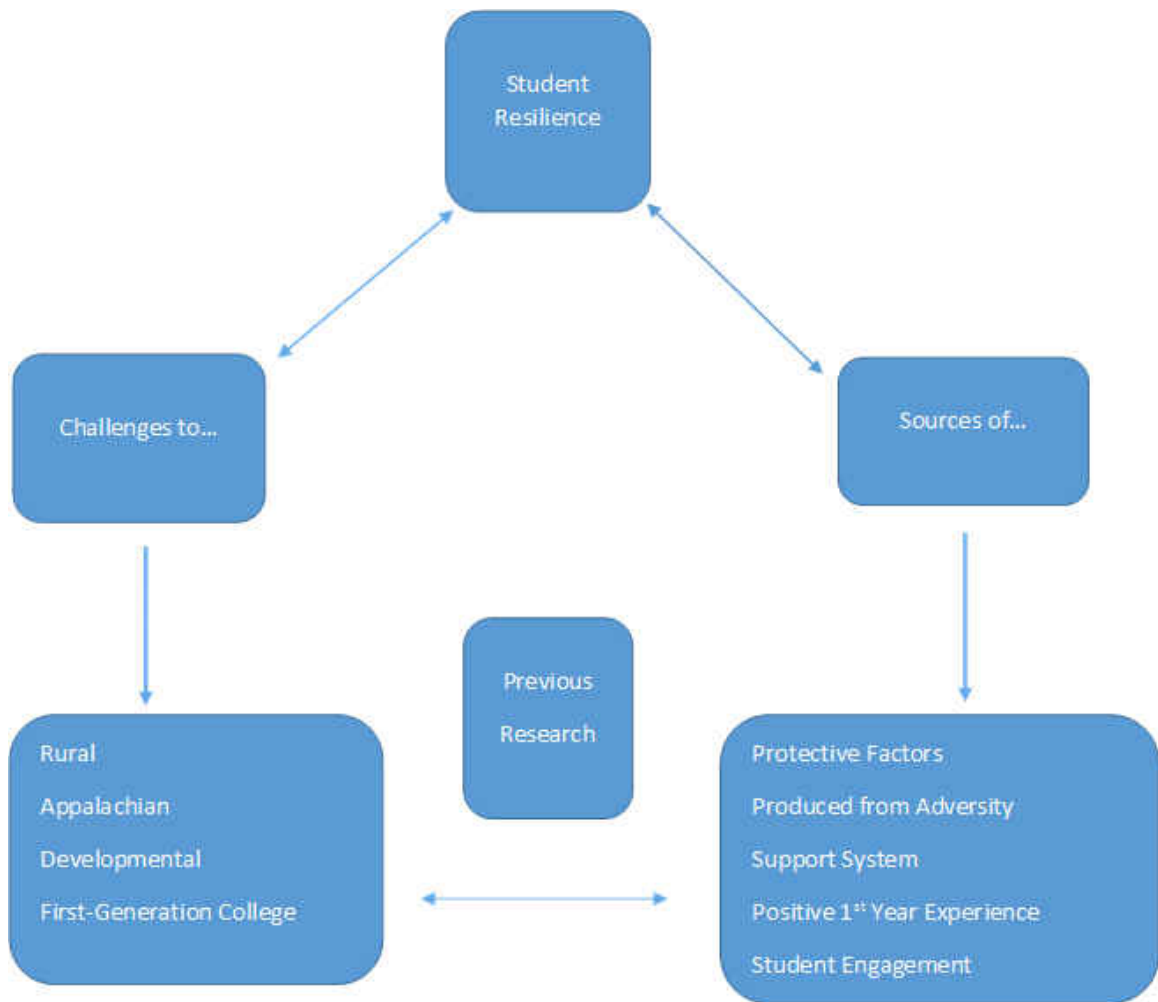 Student
Resilience
Challenges to…
Sources of…
Previous
Research
Rural
Appalachian
Developmental
First-Generation College
Protective Factors
Produced from Adversity
Support System
Positive 1st Year Experience
Student Engagement